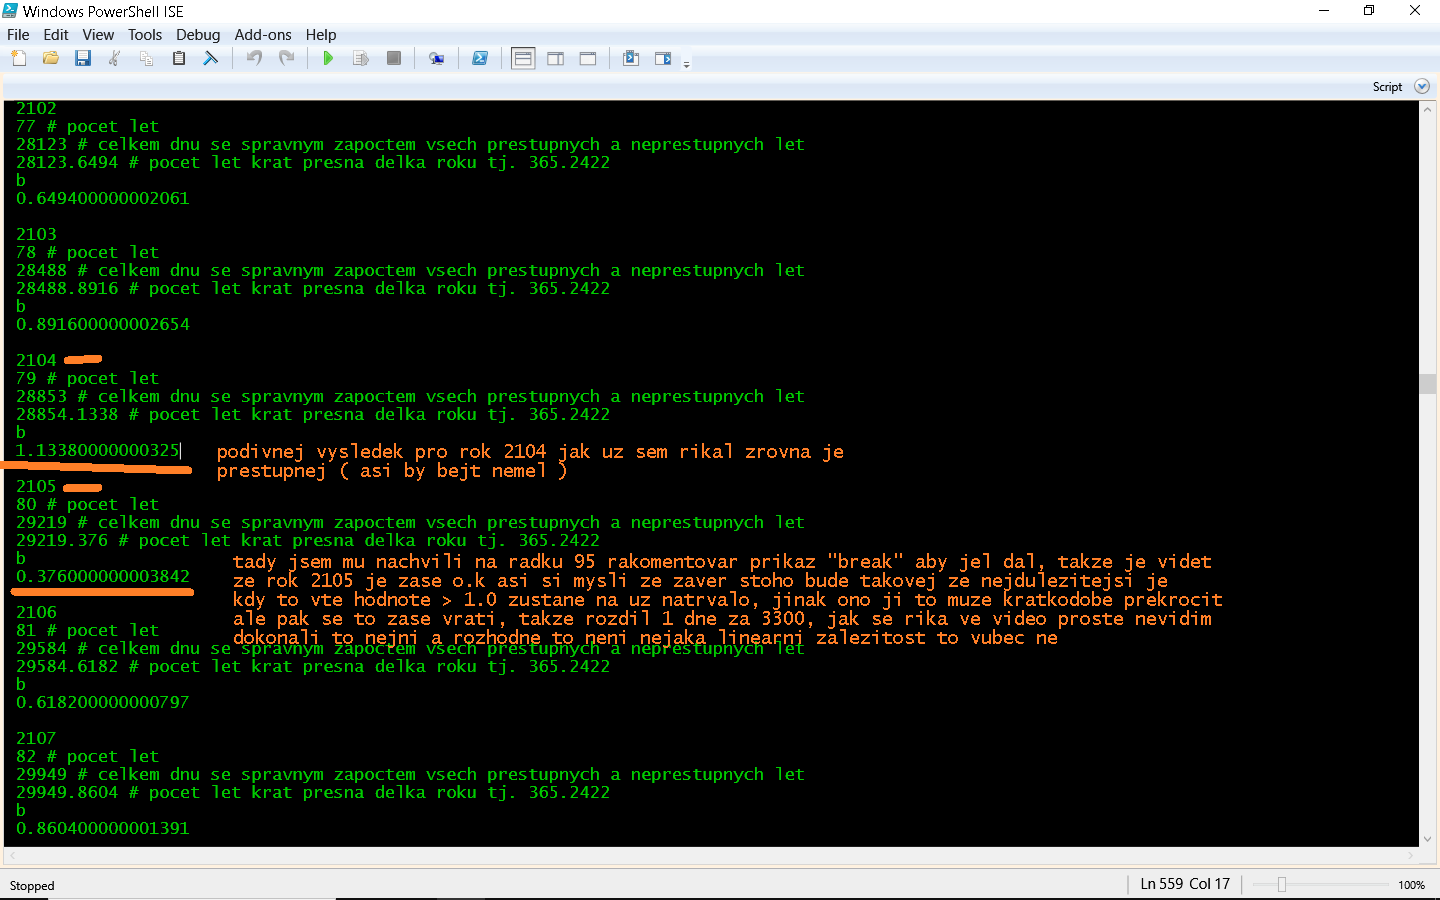 Windows PowerShell ISE
File Edit View Tools Debug Add-ons Help
Script
2102
77 # pocet let
28123 # celkem dnu se spravnym zapoctem vsech prestupnych a neprestupnych let
28123.6494 # pocet let krat presna delka roku tj. 365.2422
b
0.649400000002061
2103
78 # pocet let
28488 # celkem dnu se spravnym zapoctem vsech prestupnych a neprestupnych let
28488.8916 # pocet let krat presna delka roku tj. 365.2422
b
0.891600000002654
2104
79 # pocet let
28853 # celkem dnu se spravnym zapoctem vsech prestupnych a neprestupnych let
28854.1338 # pocet let krat presna delka roku tj. 365.2422
b
1.13380000000325 podivnej vysledek pro rok 2104 jak uz sem rikal zrovna je
prestupnej ( asi by bejt nemel )
2105
80 # pocet let
29219 # celkem dnu se spravnym zapoctem vsech prestupnych a neprestupnych let
29219.376 # pocet let krat presna delka roku tj. 365.2422
b
tady jsem mu nachvili na radku 95 rakomentovar prikaz "break" aby jel dal, takze je videt
0.376000000003842 ze rok 2105 je zase o.k asi si mysli ze zaver stoho bude takovej ze nejdulezitejsi je
kdy to vte hodnote > 1.0 zustane na uz natrvalo, jinak ono ji to muze kratkodobe prekrocit
2106 ale pak se to zase vrati, takze rozdil 1 dne za 3300, jak se rika ve video proste nevidim
81 # pocet let dokonali to nejni a rozhodne to neni nejaka linearni zalezitost to vubec ne
29584 # celkem dnu se spravnym zapoctem vsech prestupnych a neprestupnych let
29584.6182 # pocet let krat presna delka roku tj. 365.2422
b
0.618200000000797
2107
82 # pocet let
29949 # celkem dnu se spravnym zapoctem vsech prestupnych a neprestupnych let
29949.8604 # pocet let krat presna delka roku tj. 365.2422
b
0.860400000001391
Stopped Ln 559 Col 17 100%